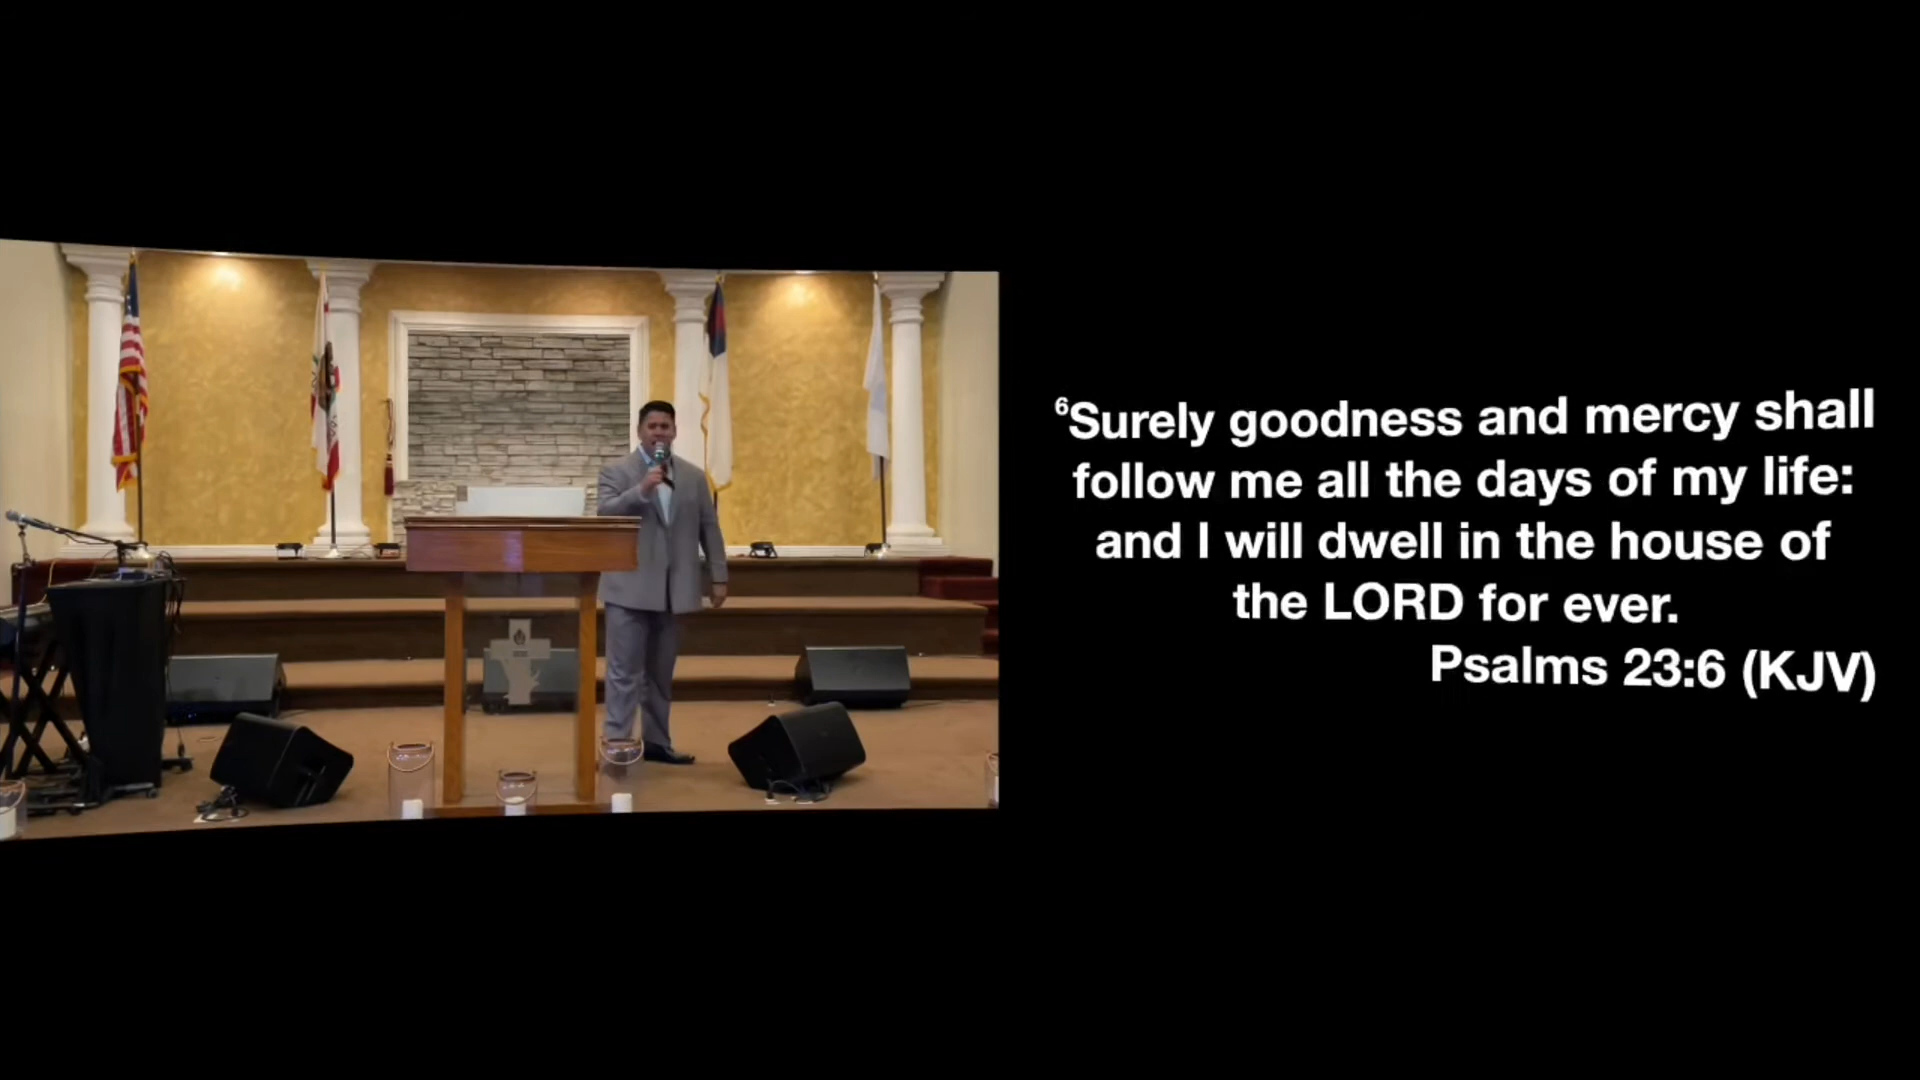 ⁶Surely goodness and mercy shall
follow me all the days of my life:
and I will dwell in the house of
the LORD for ever.
Psalms 23:6 (KJV)